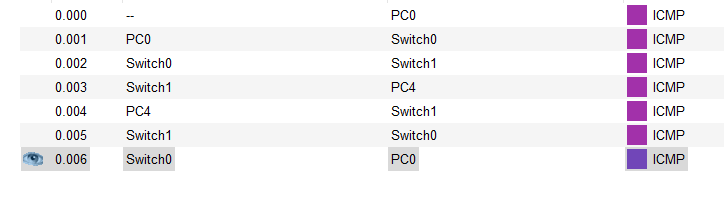 0.000 -- PC0 ICMP
0.001 PC0 Switch0 ICMP
0.002 Switch0 Switch1 ICMP
0.003 Switch1 PC4 ICMP
0.004 PC4 Switch1 ICMP
0.005 Switch1 Switch0 ICMP
0.006 Switch0 PC0 ICMP